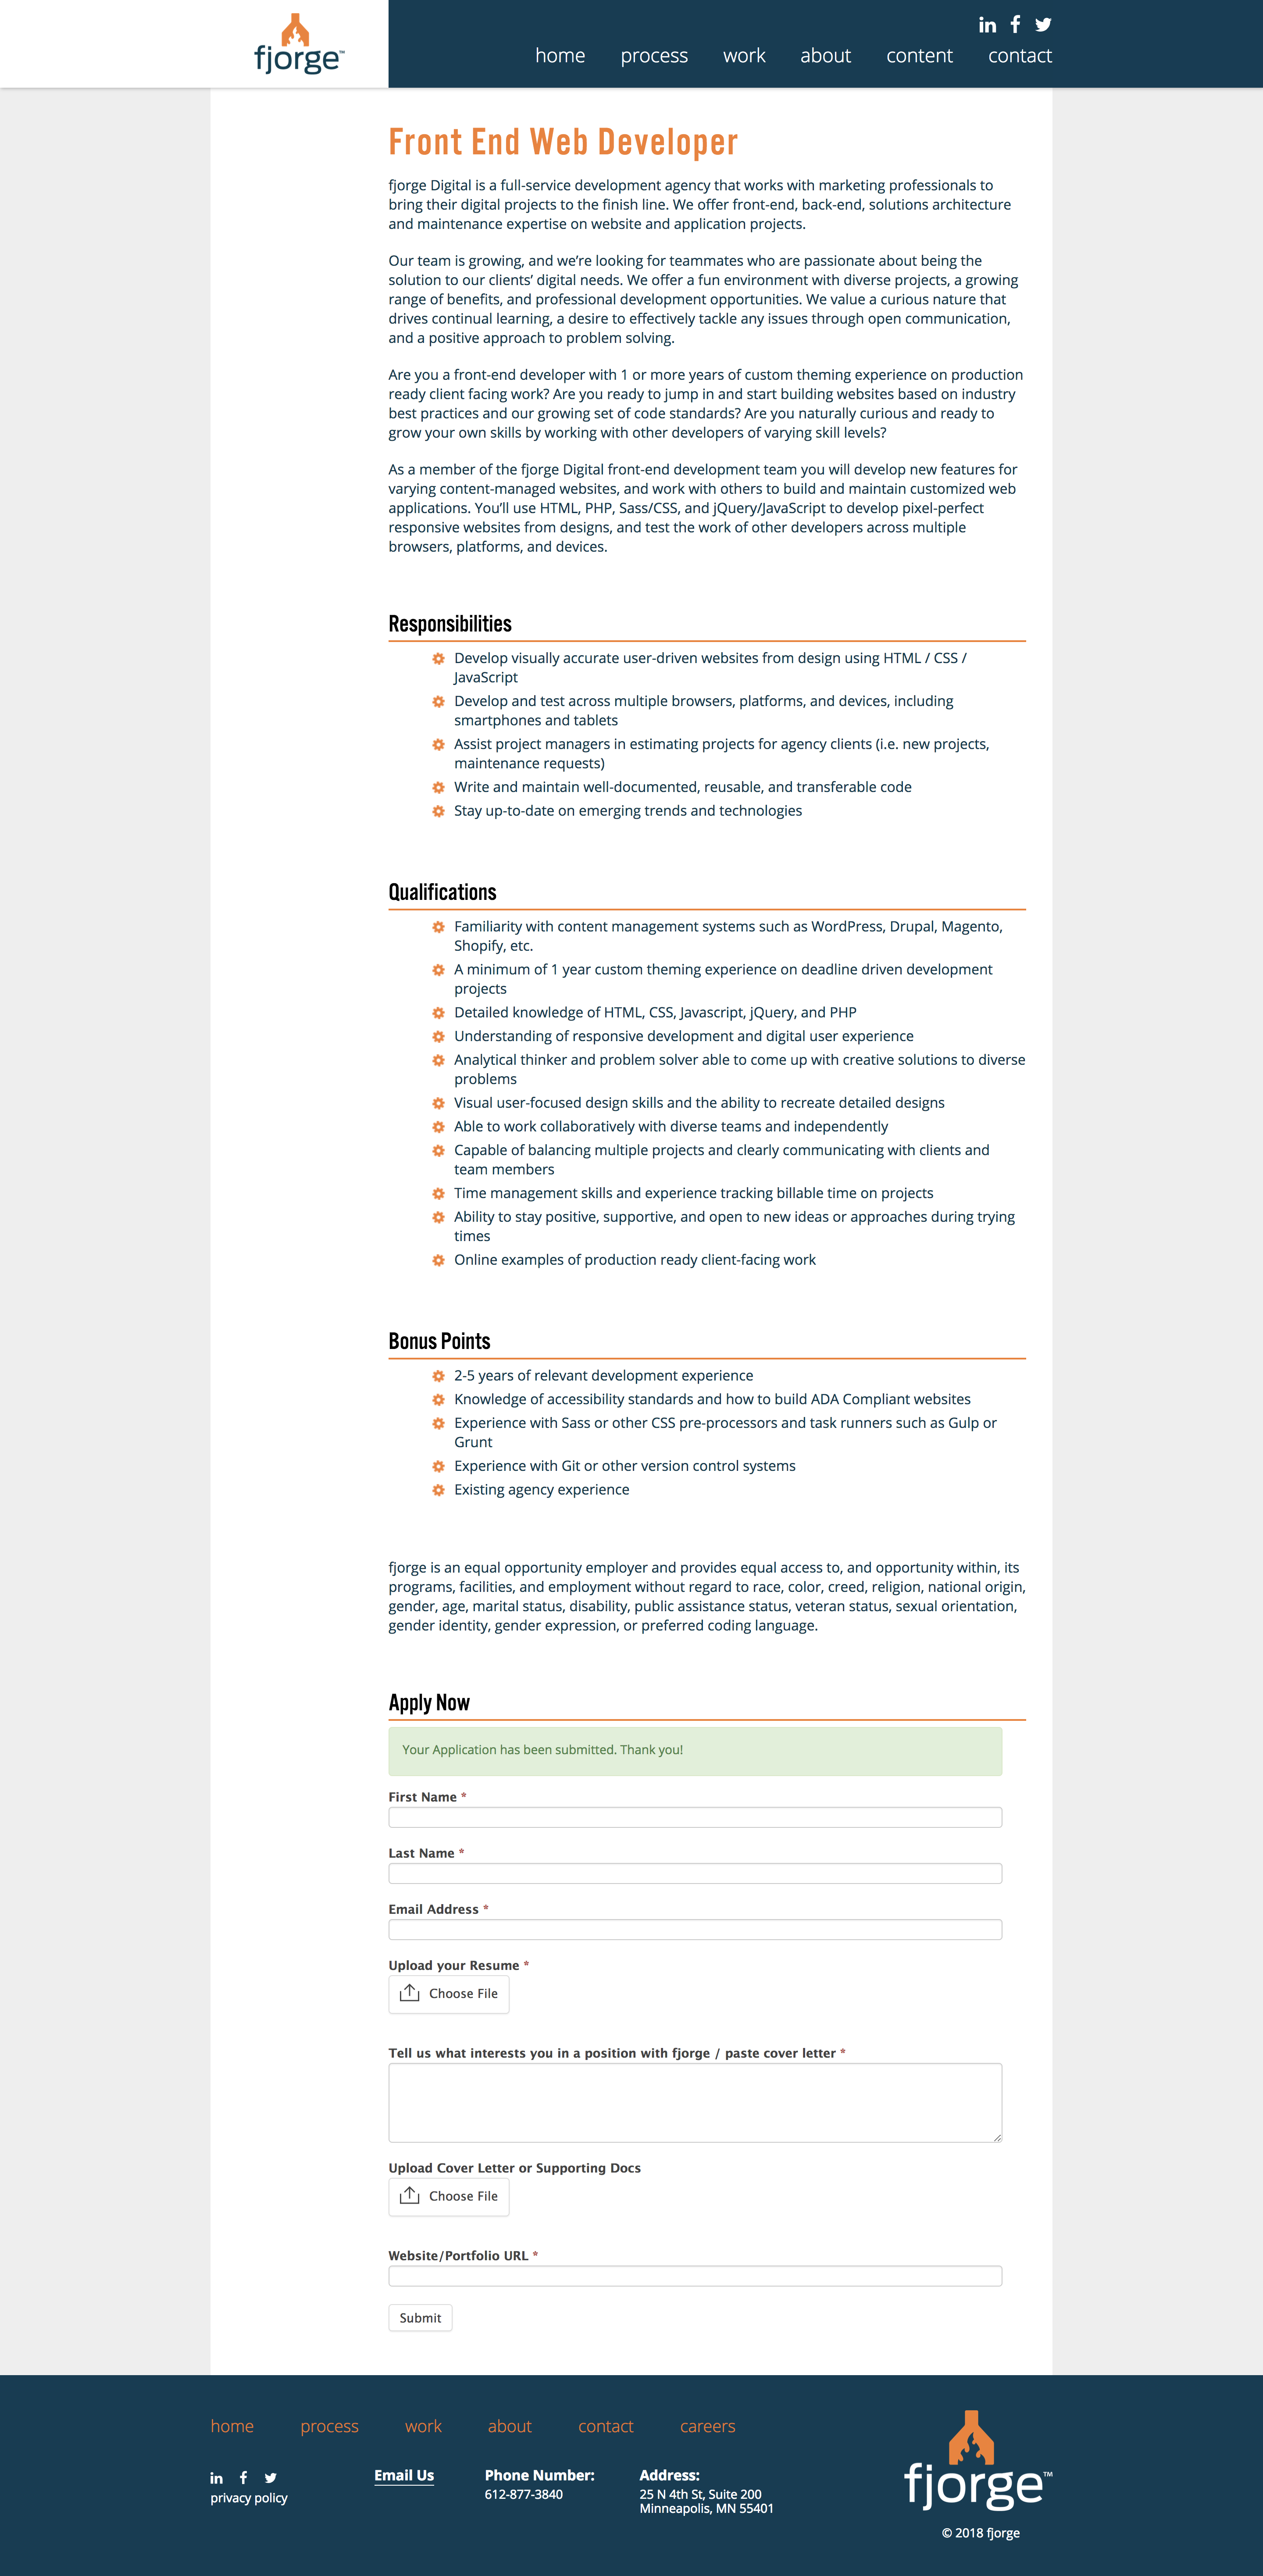 fjorge™
home process work about content contact
Front End Web Developer
fjorge Digital is a full-service development agency that works with marketing professionals to
bring their digital projects to the finish line. We offer front-end, back-end, solutions architecture
and maintenance expertise on website and application projects.
Our team is growing, and we’re looking for teammates who are passionate about being the
solution to our clients’ digital needs. We offer a fun environment with diverse projects, a growing
range of benefits, and professional development opportunities. We value a curious nature that
drives continual learning, a desire to effectively tackle any issues through open communication,
and a positive approach to problem solving.
Are you a front-end developer with 1 or more years of custom theming experience on production
ready client facing work? Are you ready to jump in and start building websites based on industry
best practices and our growing set of code standards? Are you naturally curious and ready to
grow your own skills by working with other developers of varying skill levels?
As a member of the fjorge Digital front-end development team you will develop new features for
varying content-managed websites, and work with others to build and maintain customized web
applications. You’ll use HTML, PHP, Sass/CSS, and jQuery/JavaScript to develop pixel-perfect
responsive websites from designs, and test the work of other developers across multiple
browsers, platforms, and devices.
Responsibilities
Develop visually accurate user-driven websites from design using HTML / CSS /
JavaScript
Develop and test across multiple browsers, platforms, and devices, including
smartphones and tablets
Assist project managers in estimating projects for agency clients (i.e. new projects,
maintenance requests)
Write and maintain well-documented, reusable, and transferable code
Stay up-to-date on emerging trends and technologies
Qualifications
Familiarity with content management systems such as WordPress, Drupal, Magento,
Shopify, etc.
A minimum of 1 year custom theming experience on deadline driven development
projects
Detailed knowledge of HTML, CSS, Javascript, jQuery, and PHP
Understanding of responsive development and digital user experience
Analytical thinker and problem solver able to come up with creative solutions to diverse
problems
Visual user-focused design skills and the ability to recreate detailed designs
Able to work collaboratively with diverse teams and independently
Capable of balancing multiple projects and clearly communicating with clients and
team members
Time management skills and experience tracking billable time on projects
Ability to stay positive, supportive, and open to new ideas or approaches during trying
times
Online examples of production ready client-facing work
Bonus Points
2-5 years of relevant development experience
Knowledge of accessibility standards and how to build ADA Compliant websites
Experience with Sass or other CSS pre-processors and task runners such as Gulp or
Grunt
Experience with Git or other version control systems
Existing agency experience
fjorge is an equal opportunity employer and provides equal access to, and opportunity within, its
programs, facilities, and employment without regard to race, color, creed, religion, national origin,
gender, age, marital status, disability, public assistance status, veteran status, sexual orientation,
gender identity, gender expression, or preferred coding language.
Apply Now
Your Application has been submitted. Thank you!
First Name *
Last Name *
Email Address *
Upload your Resume *
Choose File
Tell us what interests you in a position with fjorge / paste cover letter *
Upload Cover Letter or Supporting Docs
Choose File
Website/Portfolio URL *
Submit
home process work about contact careers
privacy policy
Email Us
Phone Number:
612-877-3840
Address:
25 N 4th St, Suite 200
Minneapolis, MN 55401
fjorge™
© 2018 fjorge